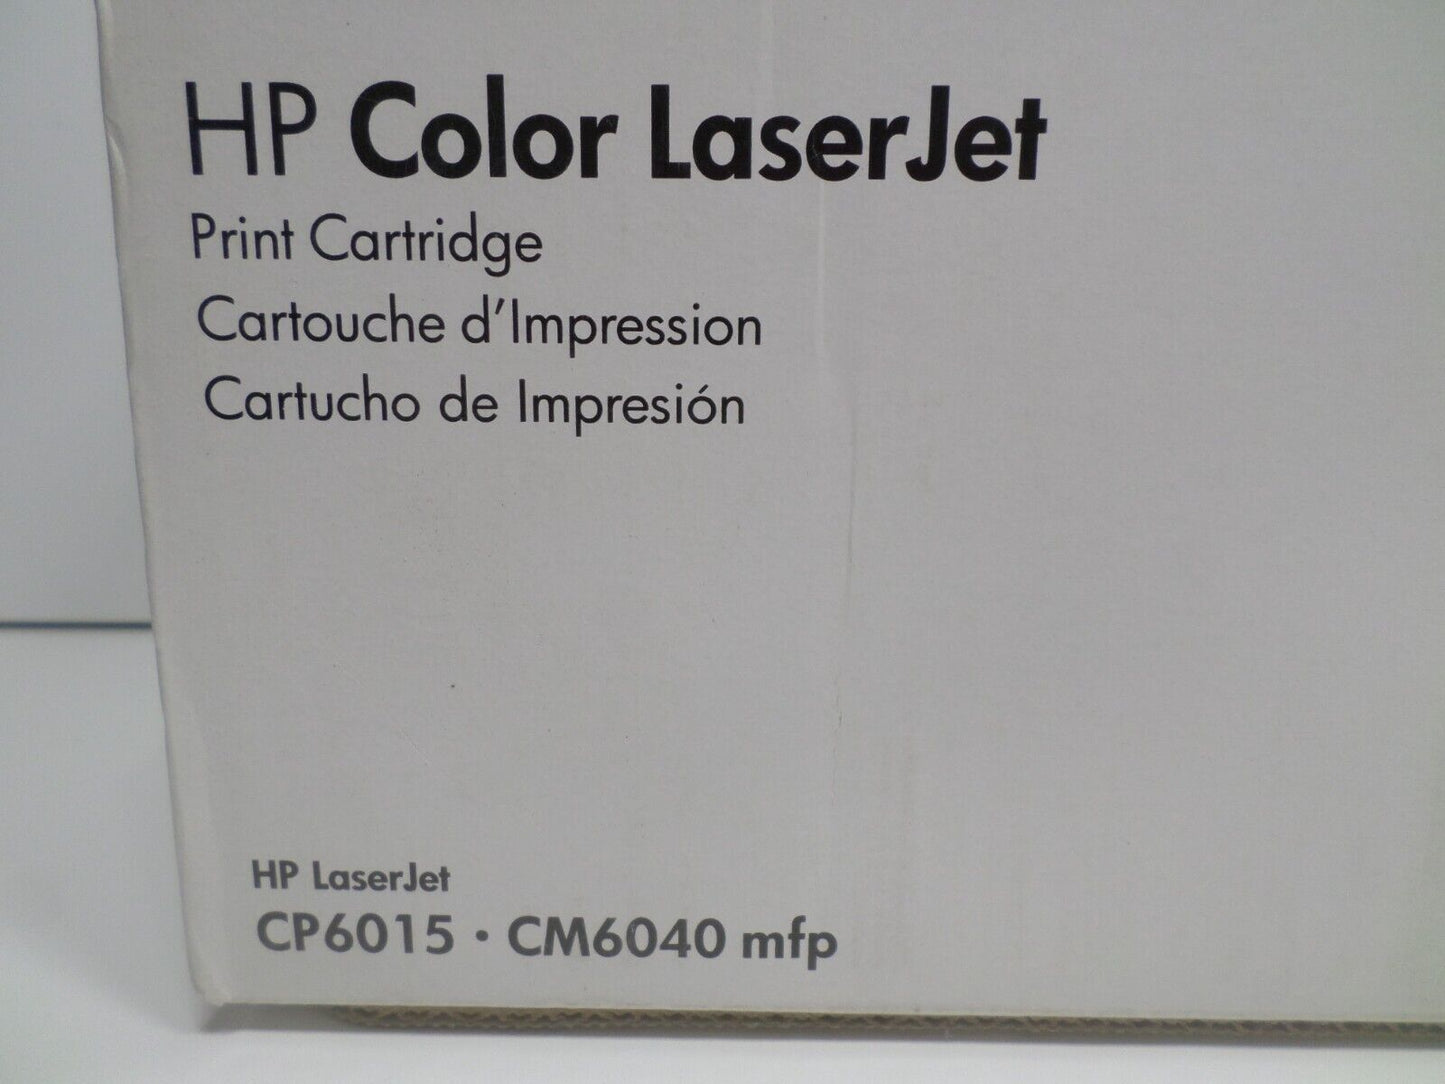 HP Color LaserJet
Print Cartridge
Cartouche d'Impression
Cartucho de Impresión
HP LaserJet
CP6015 • CM6040 mfp